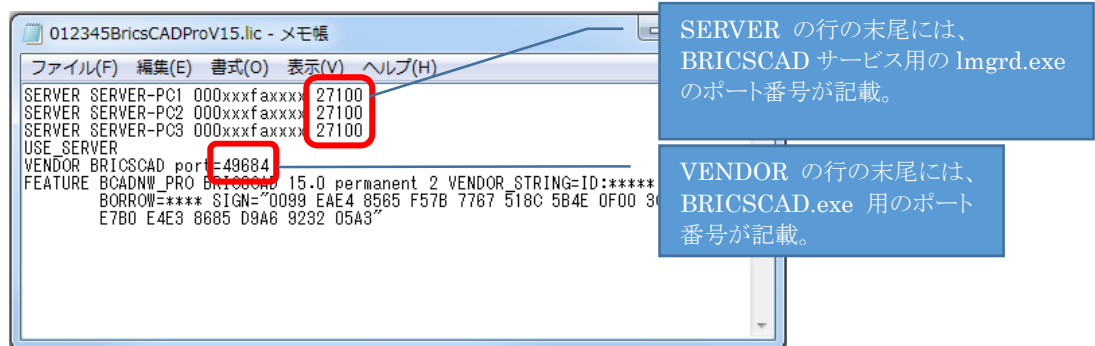 012345BricsCADProV15.lic - メモ帳
ファイル(F) 編集(E) 書式(O) 表示(V) ヘルプ(H)
SERVER SERVER-PC1 000xxxfaxxxx 27100
SERVER SERVER-PC2 000xxxfaxxxx 27100
SERVER SERVER-PC3 000xxxfaxxxx 27100
USE_SERVER
VENDOR BRICSCAD port=49684
FEATURE BCADNW_PRO BRICSCAD 15.0 permanent 2 VENDOR_STRING=ID:*****
BORROW=**** SIGN="0099 EAE4 8565 F57B 7767 518C 5B4E 0F00
E7B0 E4E3 8685 D9A6 9232 05A3"
SERVER の行の末尾には、
BRICSCAD サービス用の lmgrd.exe
のポート番号が記載。
VENDOR の行の末尾には、
BRICSCAD.exe 用のポート
番号が記載。